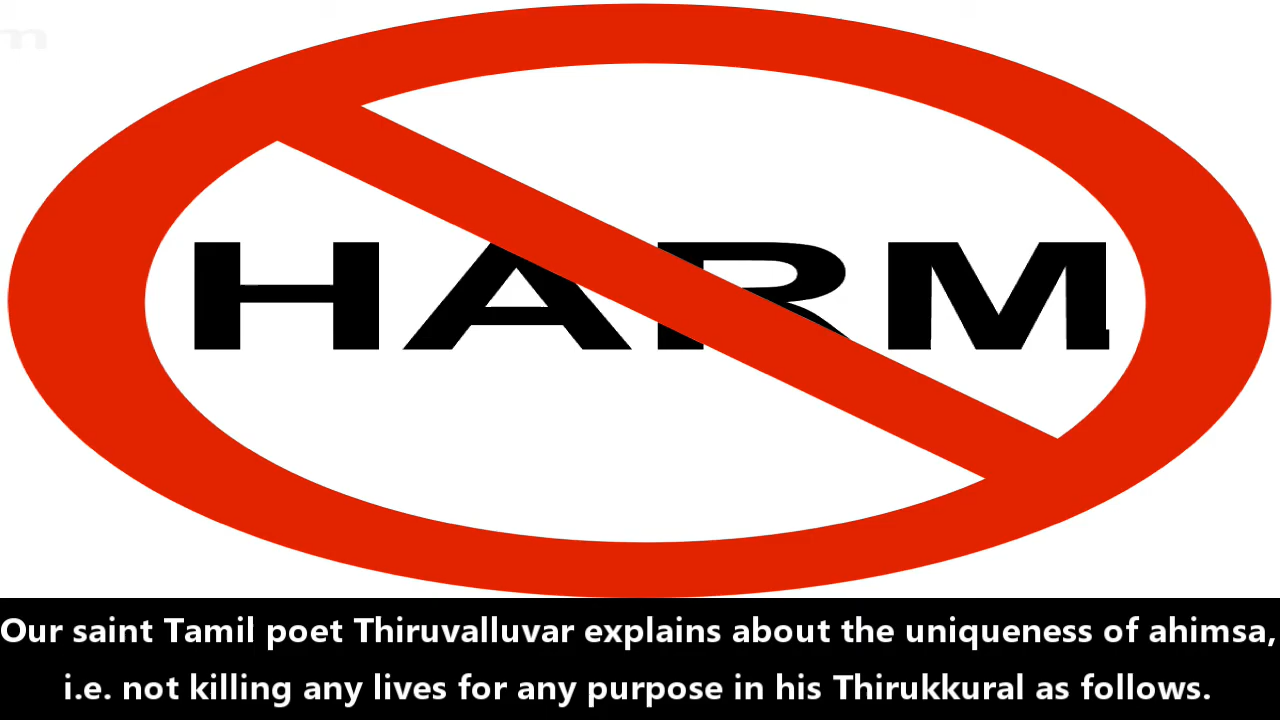 HARM
Our saint Tamil poet Thiruvalluvar explains about the uniqueness of ahimsa,
i.e. not killing any lives for any purpose in his Thirukkural as follows.